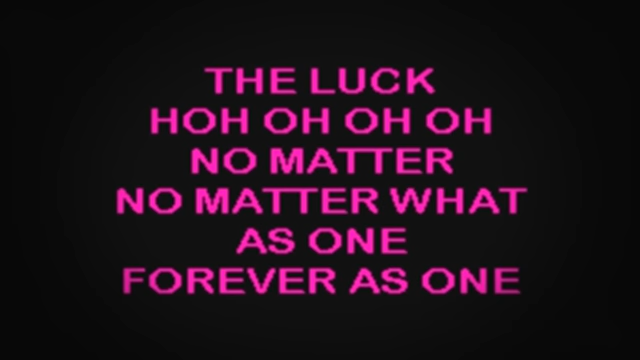 THE LUCK
HOH OH OH OH
NO MATTER
NO MATTER WHAT
AS ONE
FOREVER AS ONE